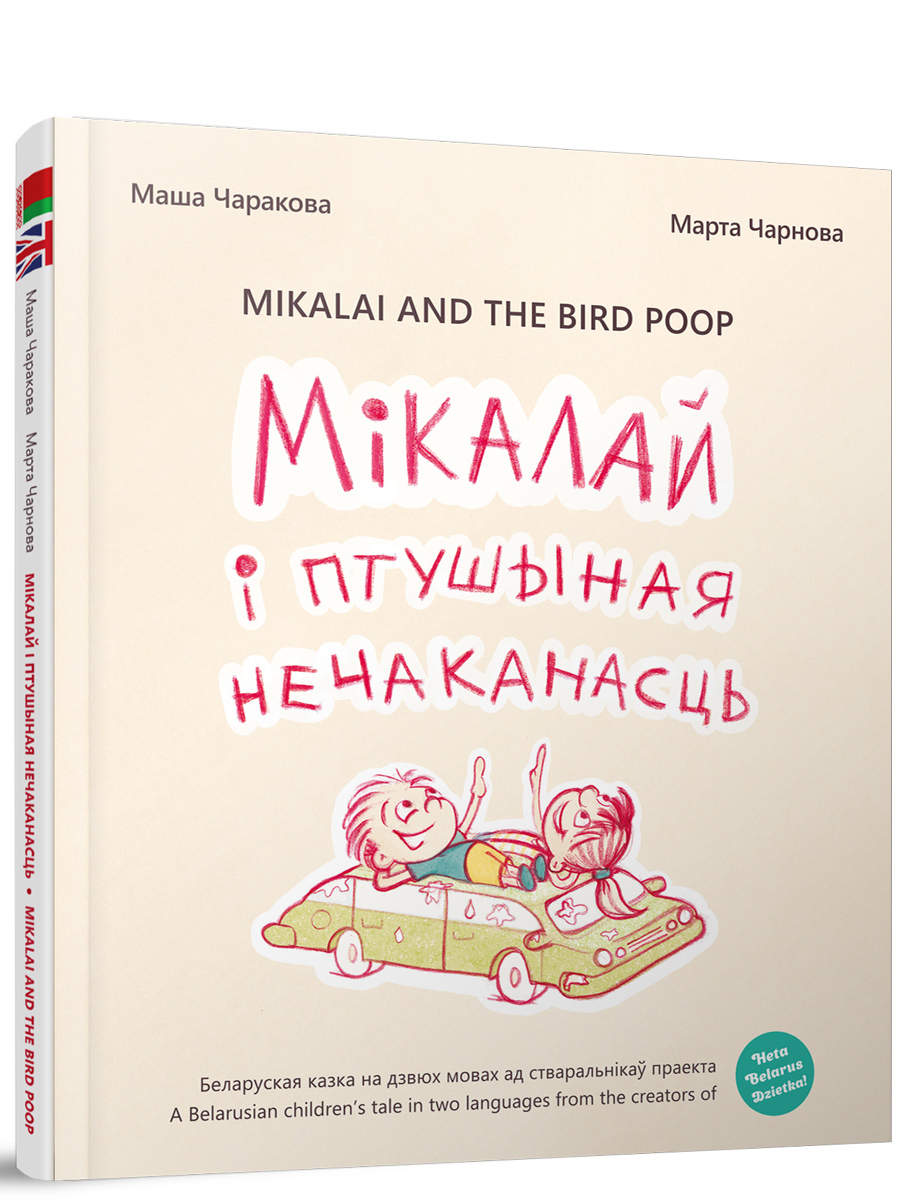 Маша Чаракова
Марта Чарнова
MIKALAI AND THE BIRD POOP
Мікалай
і птушыная
нечаканасць
Беларуская казка на дзвюх мовах ад стваральнікаў праекта
A Belarusian children’s tale in two languages from the creators of
Heta
Belarus
Dzietka!
Маша Чаракова Марта Чарнова МІКАЛАЙ І ПТУШЫНАЯ НЕЧАКАНАСЦЬ • MIKALAI AND THE BIRD POOP